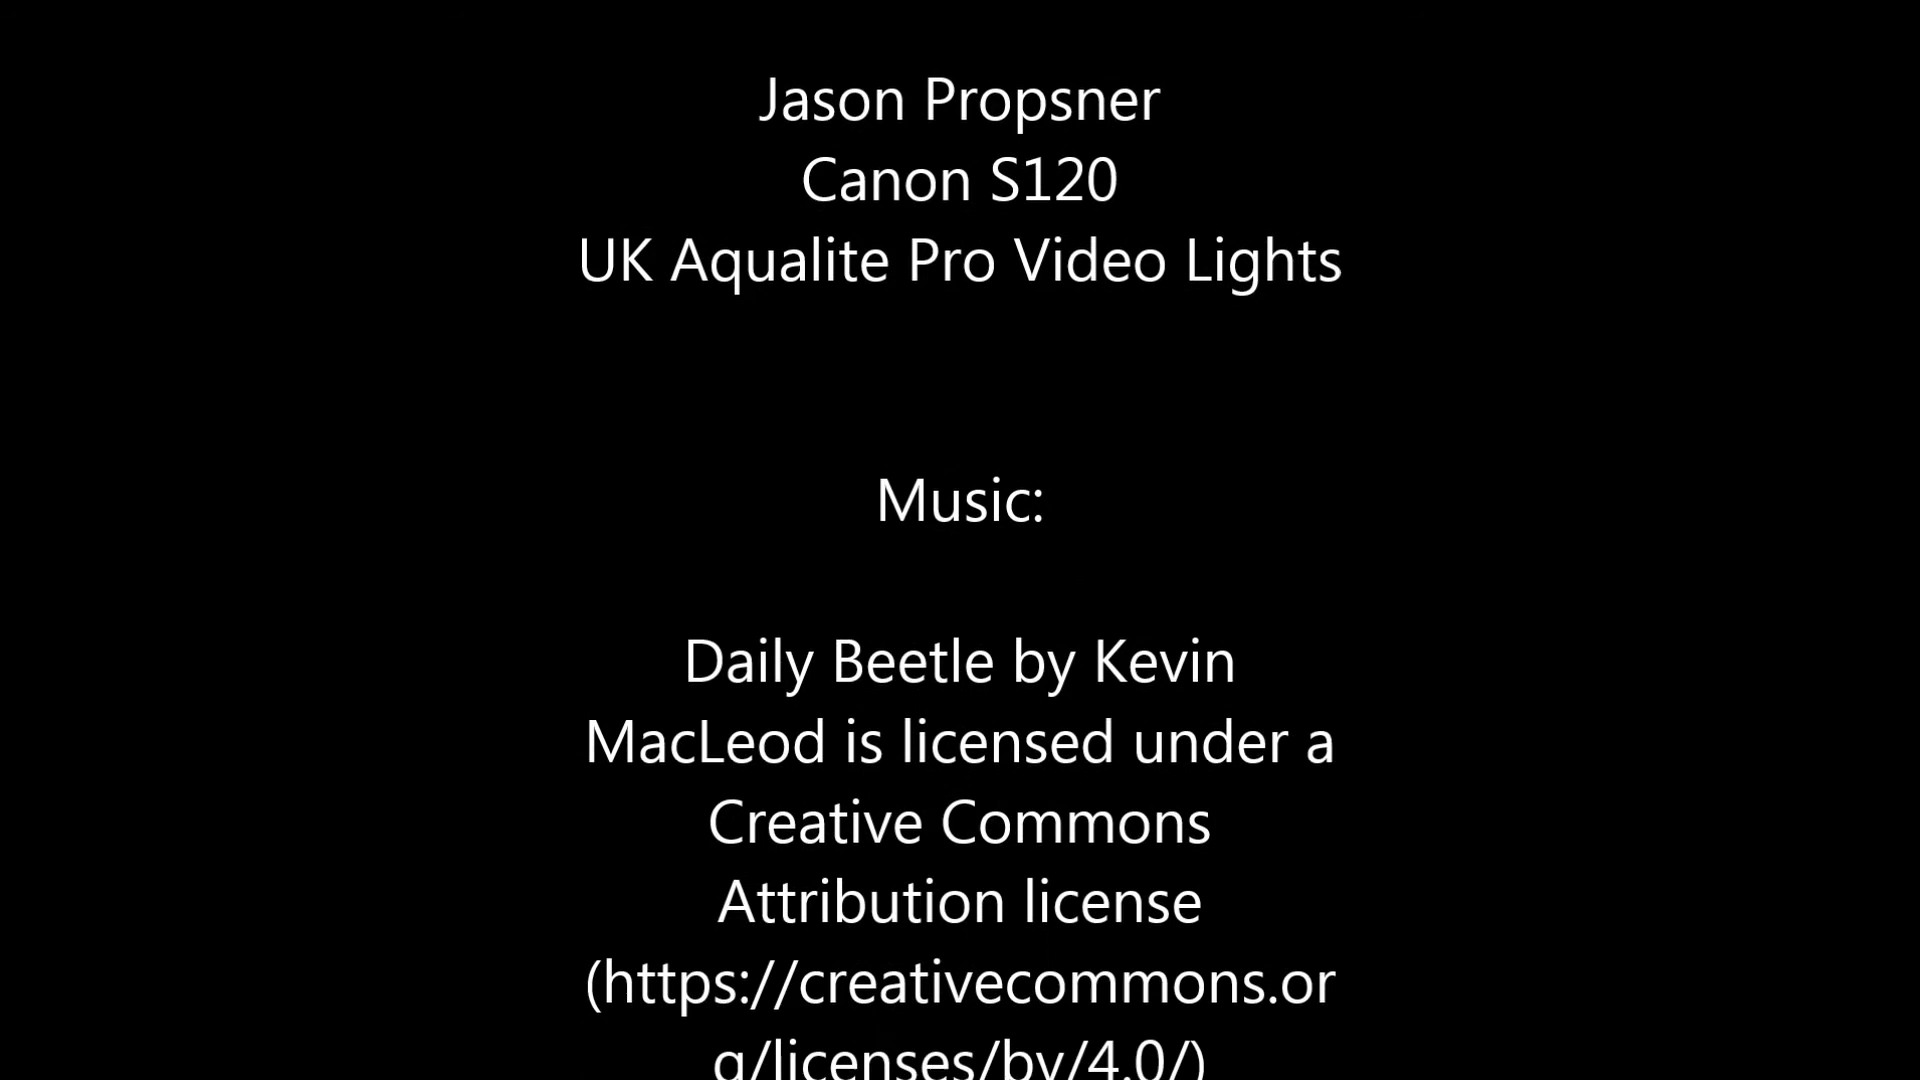 Jason Propsner
Canon S120
UK Aqualite Pro Video Lights
Music:
Daily Beetle by Kevin
MacLeod is licensed under a
Creative Commons
Attribution license
(https://creativecommons.or
g/licenses/by/4.0/)